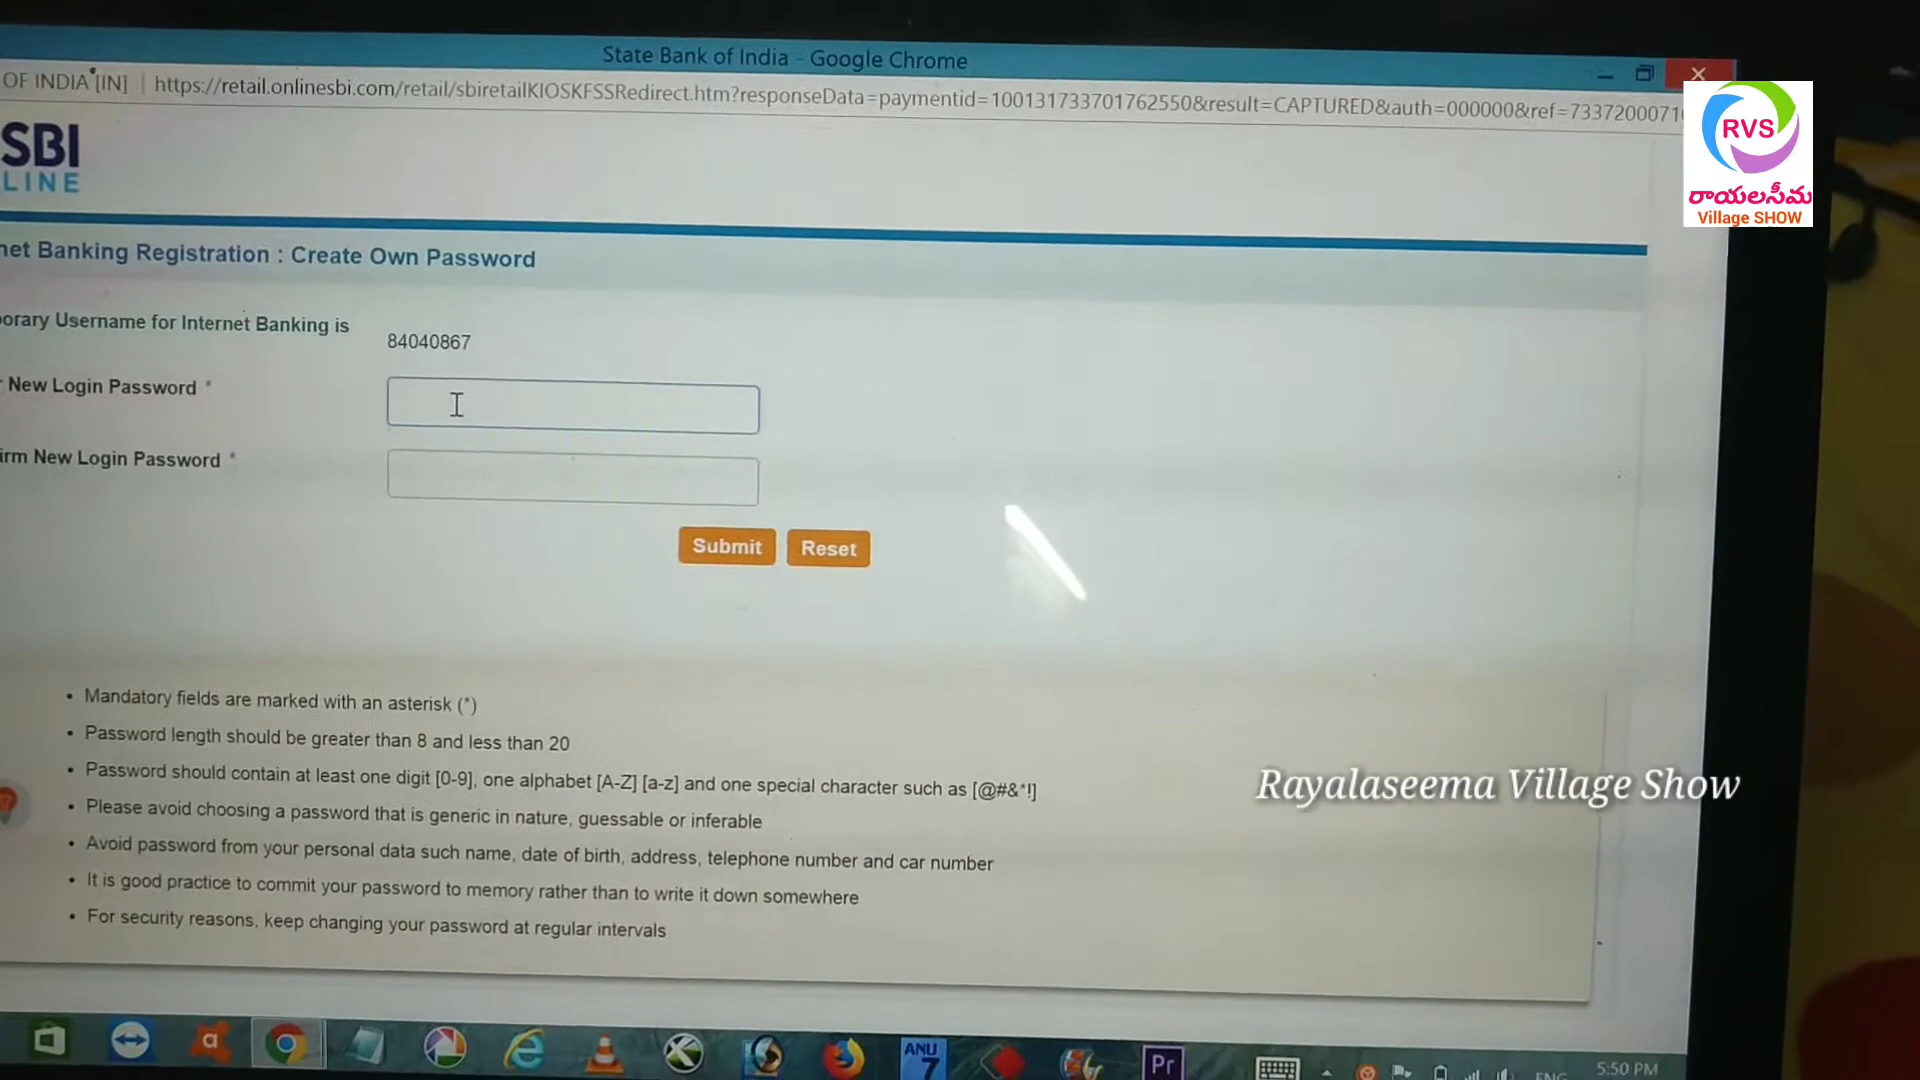 State Bank of India - Google Chrome
OF INDIA [IN] https://retail.onlinesbi.com/retail/sbiretailKIOSKFSSRedirect.htm?responseData=paymentid=100131733701762550&result=CAPTURED&auth=000000&ref=7337200071
RVS
రాయలసీమ
Village SHOW
SBI
LINE
net Banking Registration : Create Own Password
orary Username for Internet Banking is
84040867
New Login Password *
irm New Login Password *
Submit Reset
• Mandatory fields are marked with an asterisk (*)
• Password length should be greater than 8 and less than 20
• Password should contain at least one digit [0-9], one alphabet [A-Z] [a-z] and one special character such as [@#&*!]
• Please avoid choosing a password that is generic in nature, guessable or inferable
• Avoid password from your personal data such name, date of birth, address, telephone number and car number
• It is good practice to commit your password to memory rather than to write it down somewhere
• For security reasons, keep changing your password at regular intervals
Rayalaseema Village Show
ANU
7
Pr
ENG
5:50 PM